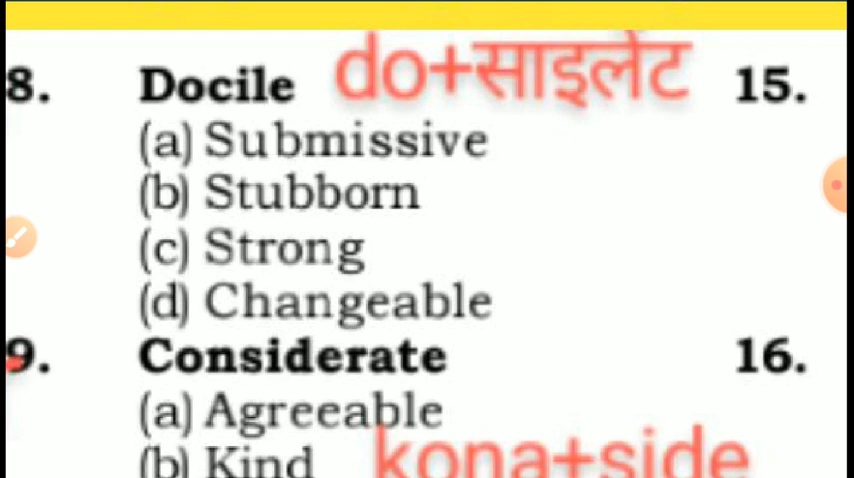 8. Docile do+साइलेंट 15.
(a) Submissive
(b) Stubborn
(c) Strong
(d) Changeable
9. Considerate 16.
(a) Agreeable
(b) Kind kona+side